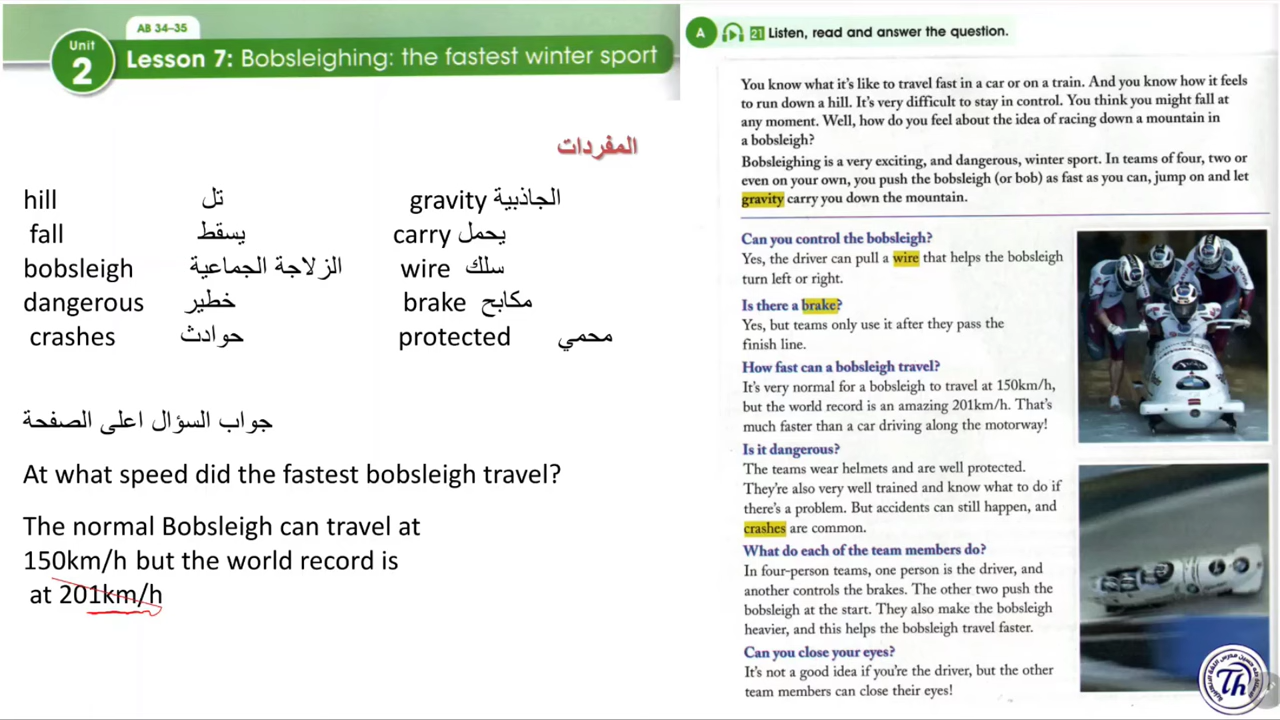 AB 34-35
Unit
2
Lesson 7: Bobsleighing: the fastest winter sport
المفردات
hill تل gravity الجاذبية
fall يسقط carry يحمل
bobsleigh الزلاجة الجماعية wire سلك
dangerous خطير brake مكابح
crashes حوادث protected محمي
جواب السؤال اعلى الصفحة
At what speed did the fastest bobsleigh travel?
The normal Bobsleigh can travel at
150km/h but the world record is
at 201km/h
A 21 Listen, read and answer the question.
You know what it's like to travel fast in a car or on a train. And you know how it feels
to run down a hill. It's very difficult to stay in control. You think you might fall at
any moment. Well, how do you feel about the idea of racing down a mountain in
a bobsleigh?
Bobsleighing is a very exciting, and dangerous, winter sport. In teams of four, two or
even on your own, you push the bobsleigh (or bob) as fast as you can, jump on and let
gravity carry you down the mountain.
Can you control the bobsleigh?
Yes, the driver can pull a wire that helps the bobsleigh
turn left or right.
Is there a brake?
Yes, but teams only use it after they pass the
finish line.
How fast can a bobsleigh travel?
It's very normal for a bobsleigh to travel at 150km/h,
but the world record is an amazing 201km/h. That's
much faster than a car driving along the motorway!
Is it dangerous?
The teams wear helmets and are well protected.
They're also very well trained and know what to do if
there's a problem. But accidents can still happen, and
crashes are common.
What do each of the team members do?
In four-person teams, one person is the driver, and
another controls the brakes. The other two push the
bobsleigh at the start. They also make the bobsleigh
heavier, and this helps the bobsleigh travel faster.
Can you close your eyes?
It's not a good idea if you're the driver, but the other
team members can close their eyes!
Th